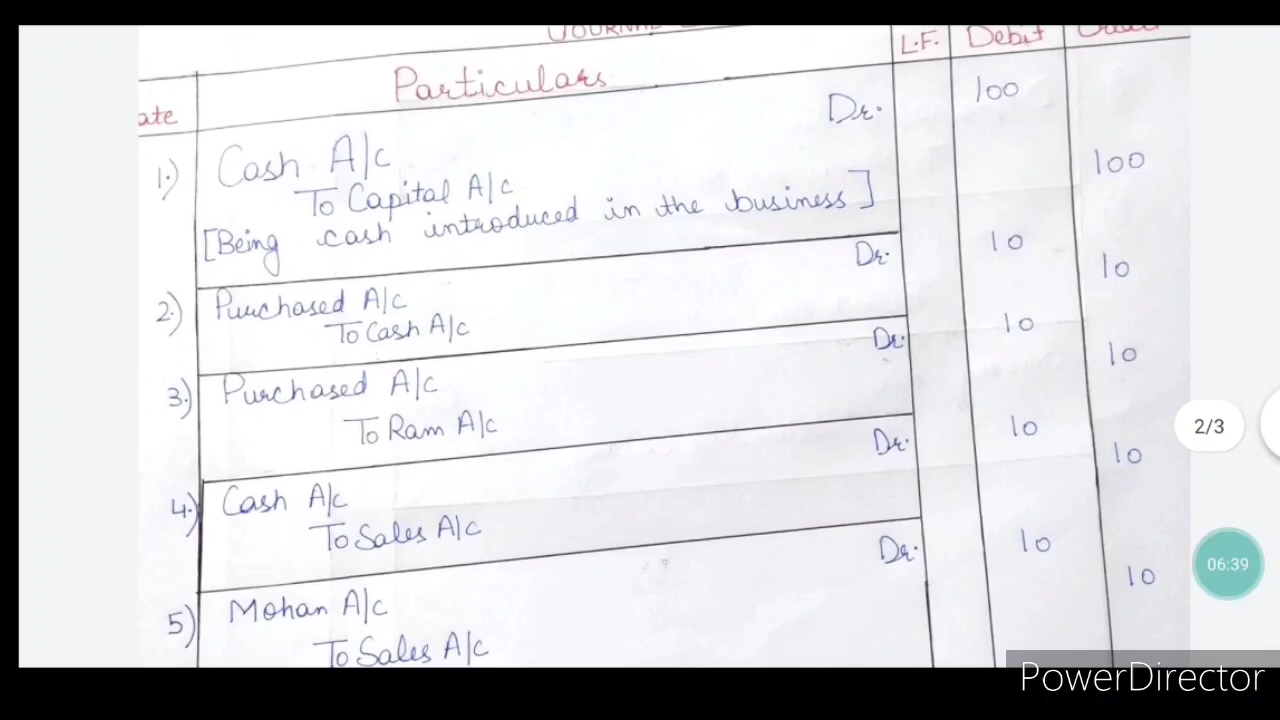 L.F. Debit
ate Particulars
1.) Cash A/c Dr. 100
To Capital A/c 100
[Being cash introduced in the business]
2.) Purchased A/c Dr. 10
To Cash A/c 10
3.) Purchased A/c Dr. 10
To Ram A/c 10
4.) Cash A/c Dr. 10
To Sales A/c 10
5) Mohan A/c Dr. 10
To Sales A/c 10
2/3
06:39
PowerDirector